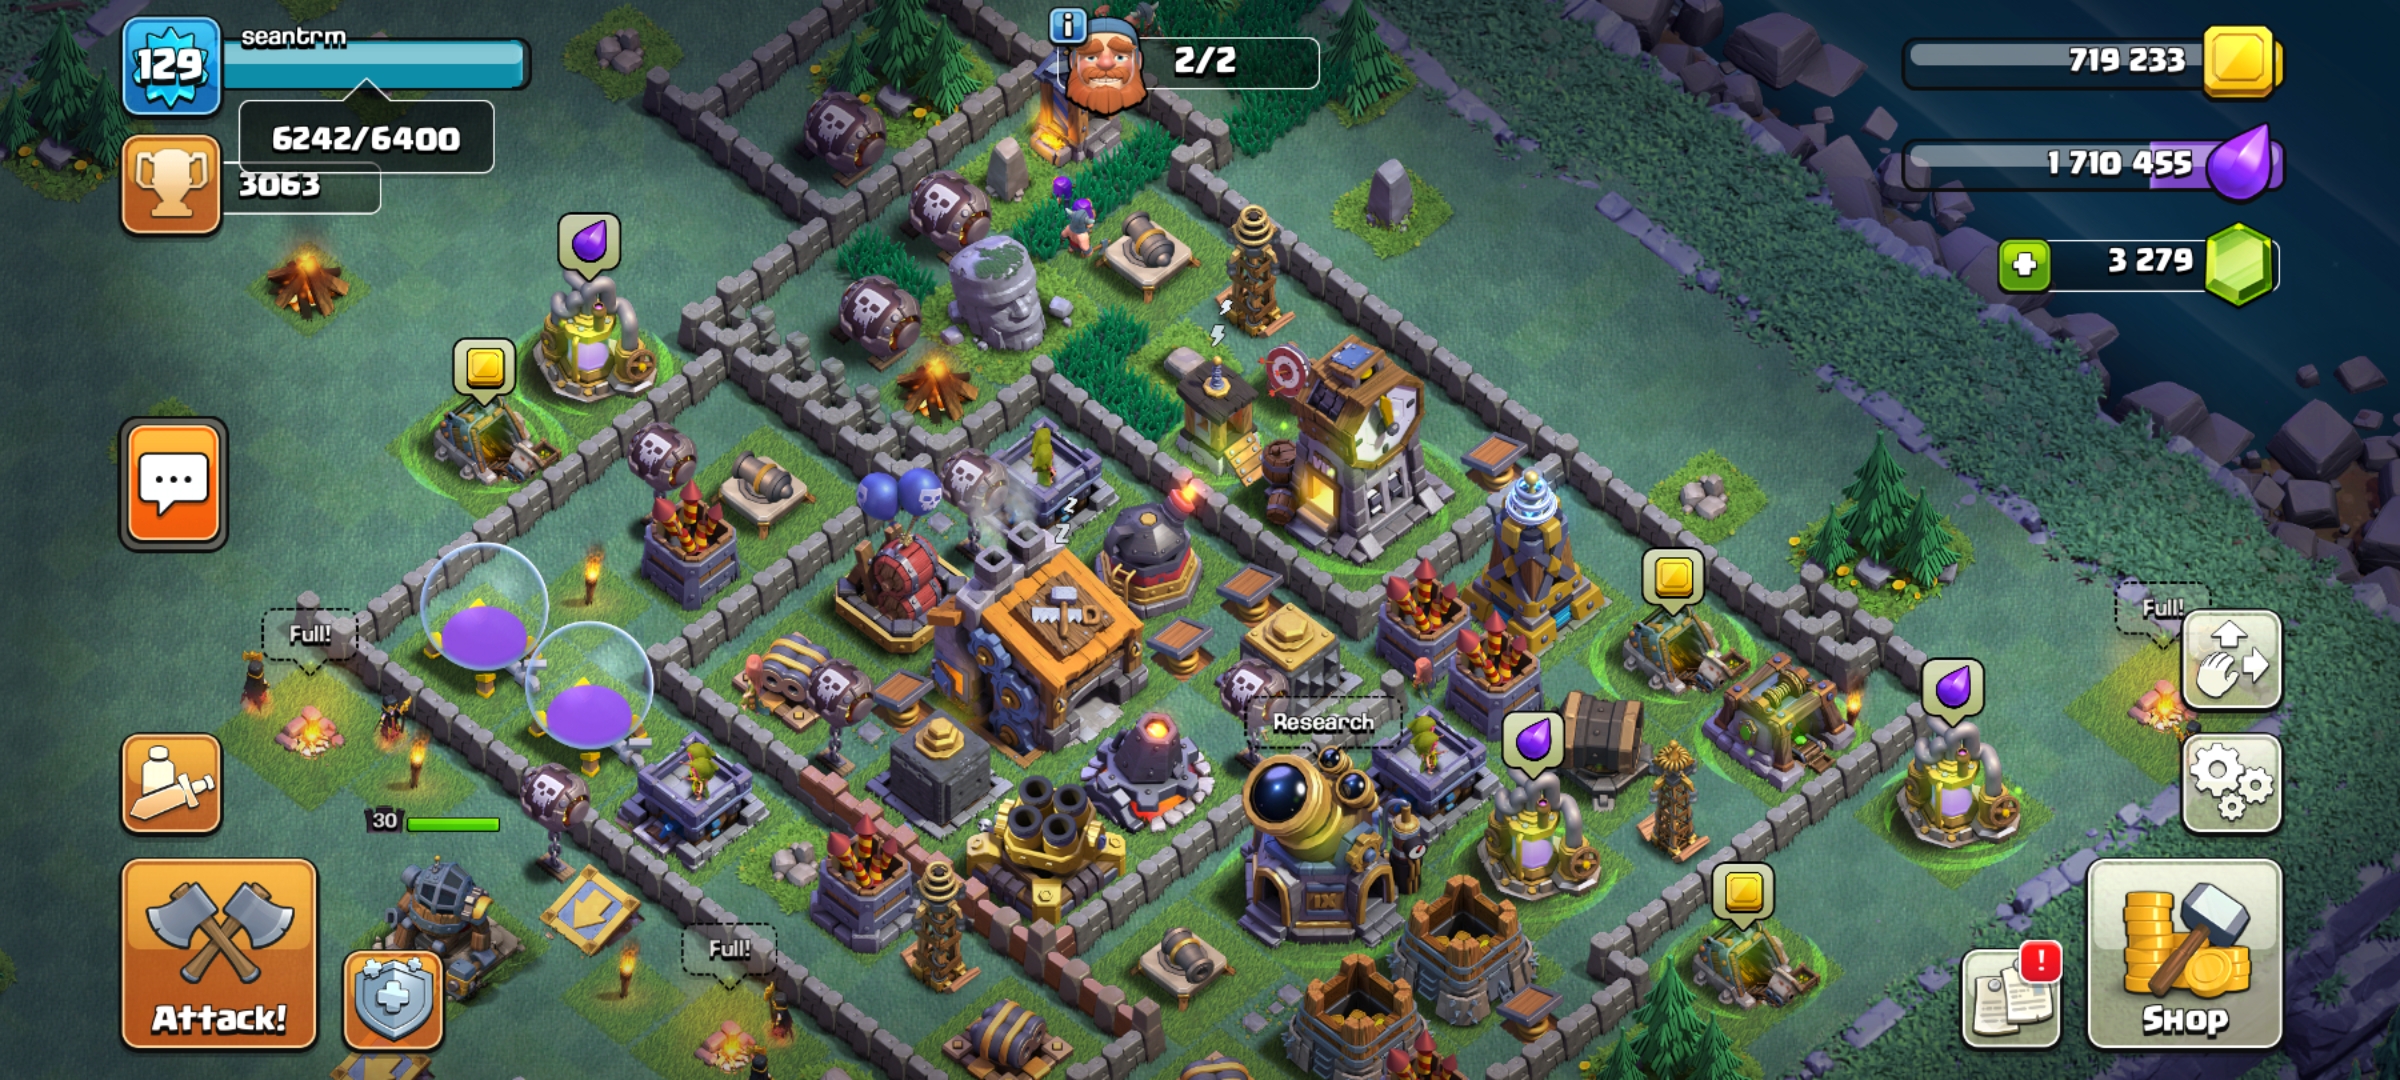 129
seantrm
6242/6400
3063
2/2
719 233
1 710 455
3 279
z
z
Full!
Full!
Research
30
Full!
Attack!
!
Shop